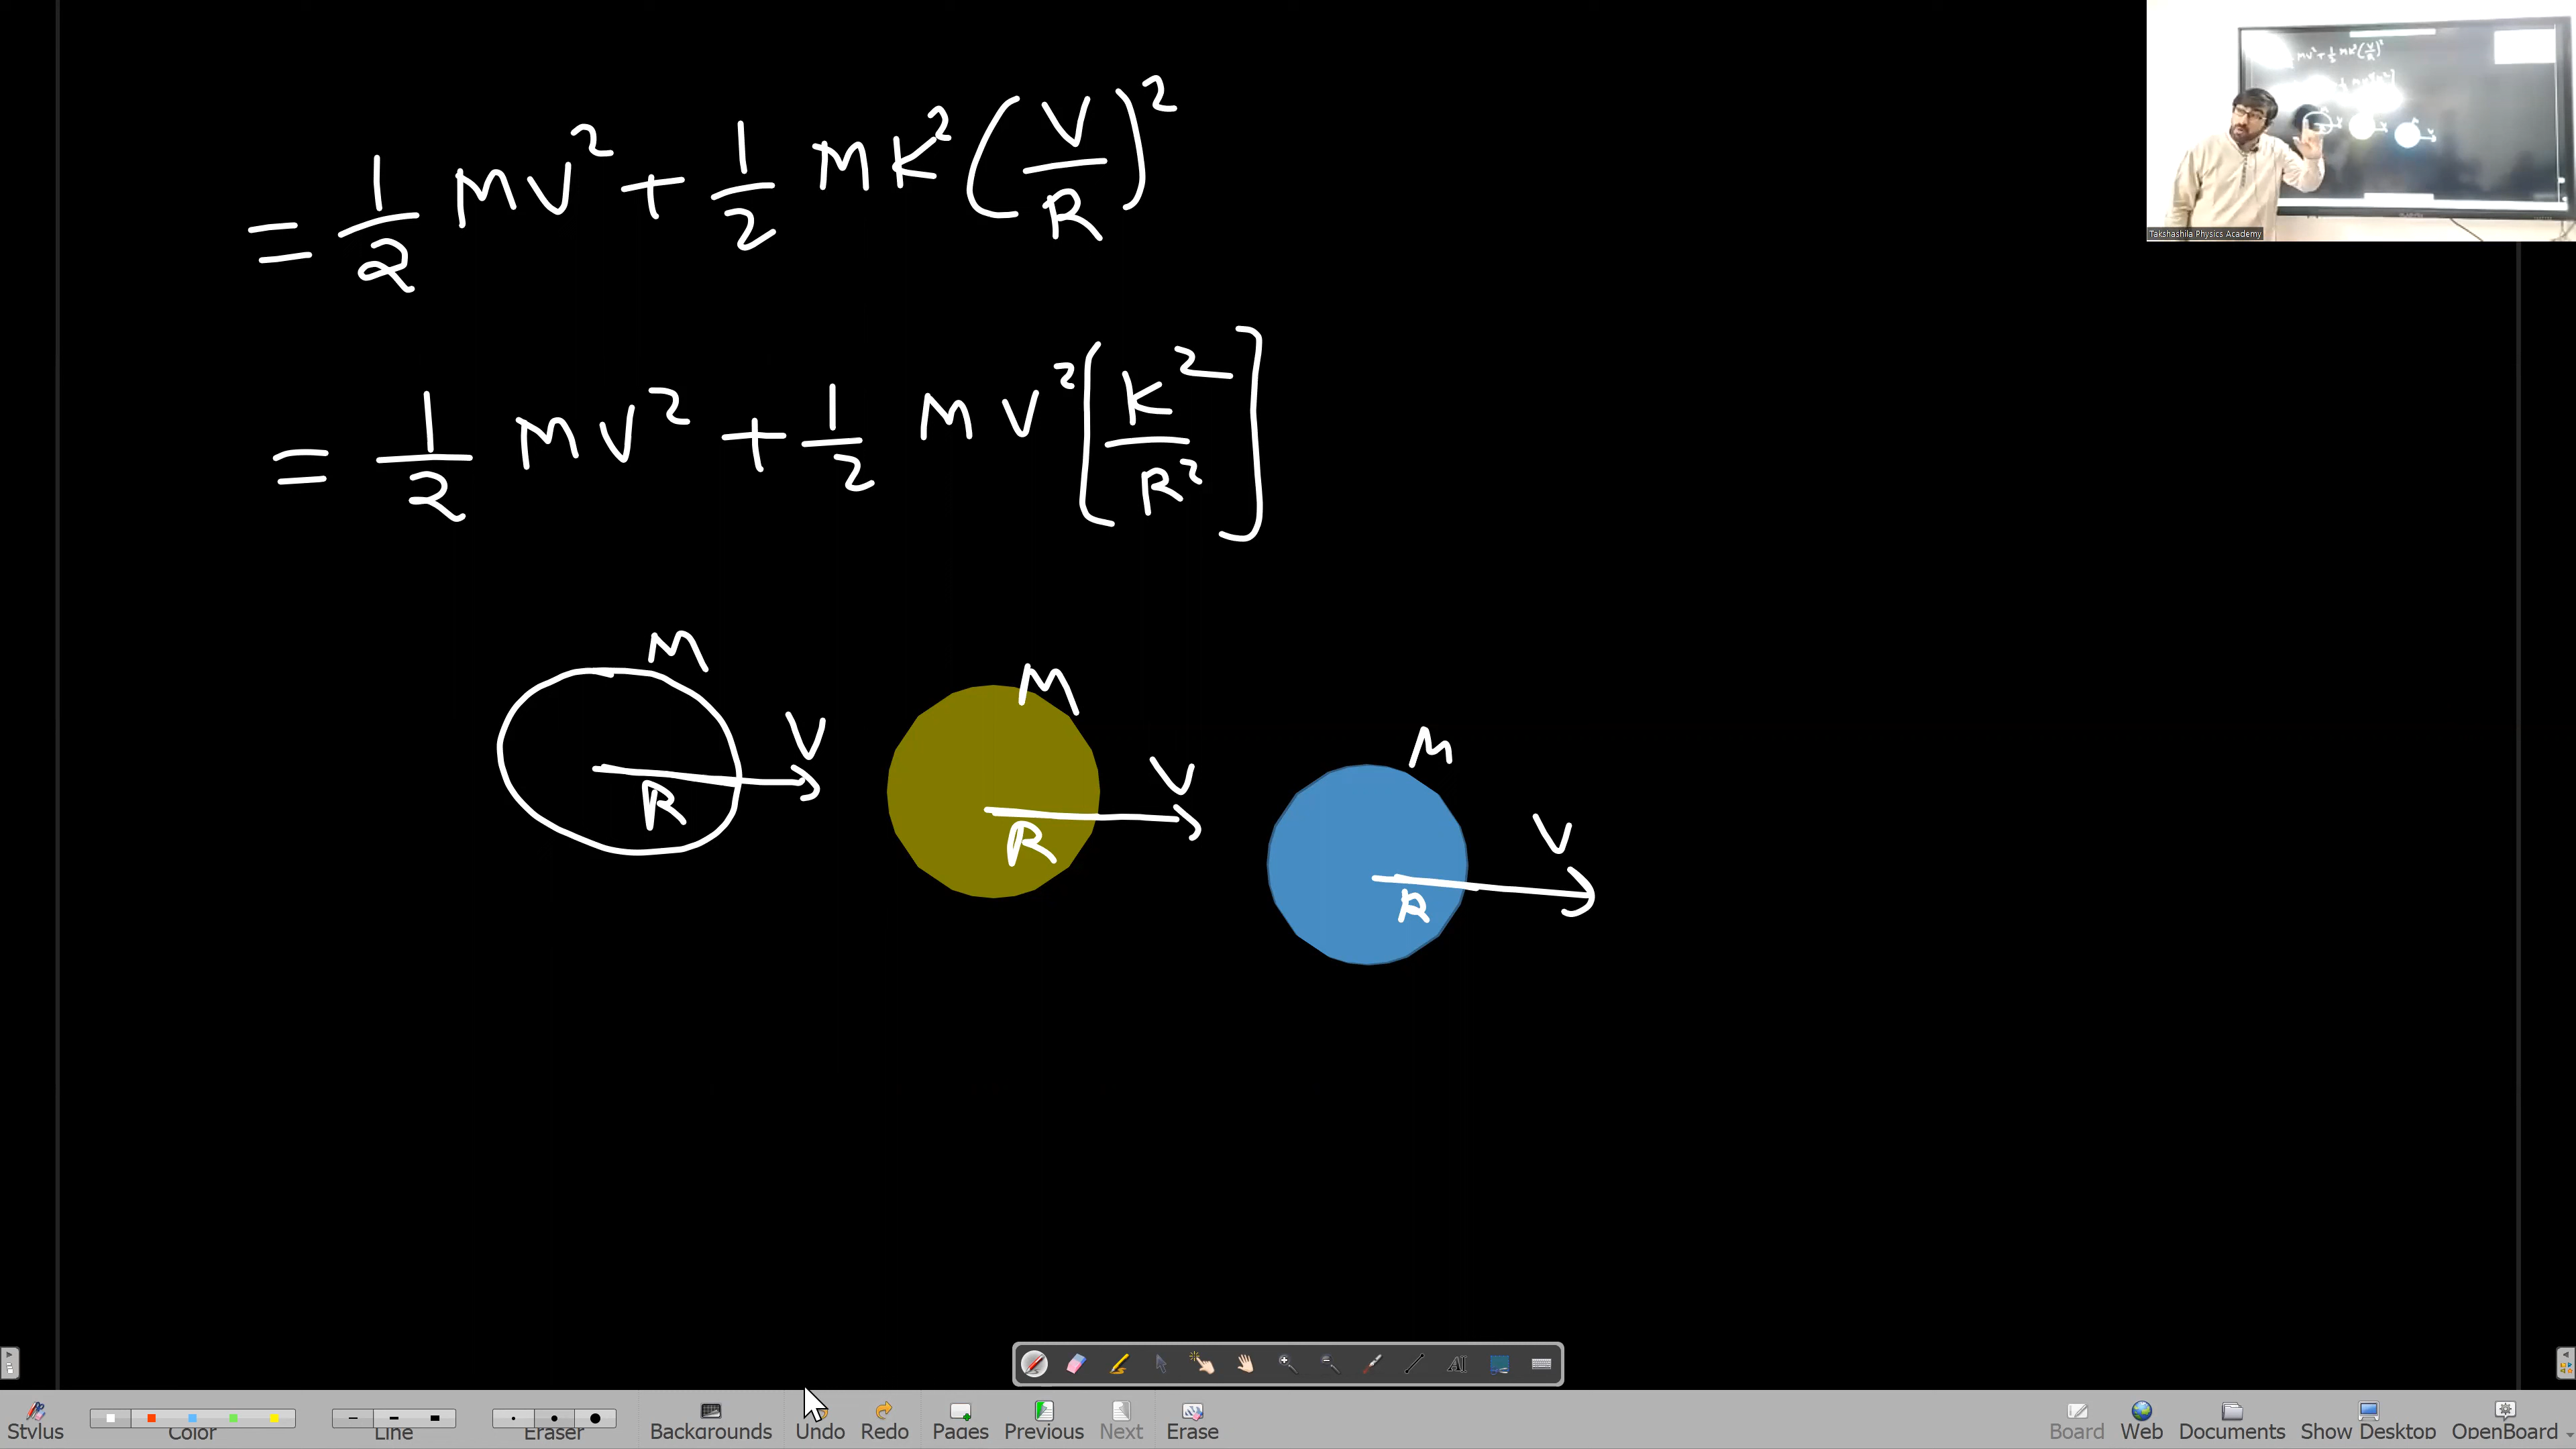 = 1/2 MV² + 1/2 MK² (V/R)²
= 1/2 MV² + 1/2 MV² [K²/R²]
M
V
R
M
V
R
M
V
R
Takshashila Physics Academy
Stylus Color Line Eraser Backgrounds Undo Redo Pages Previous Next Erase Board Web Documents Show Desktop OpenBoard